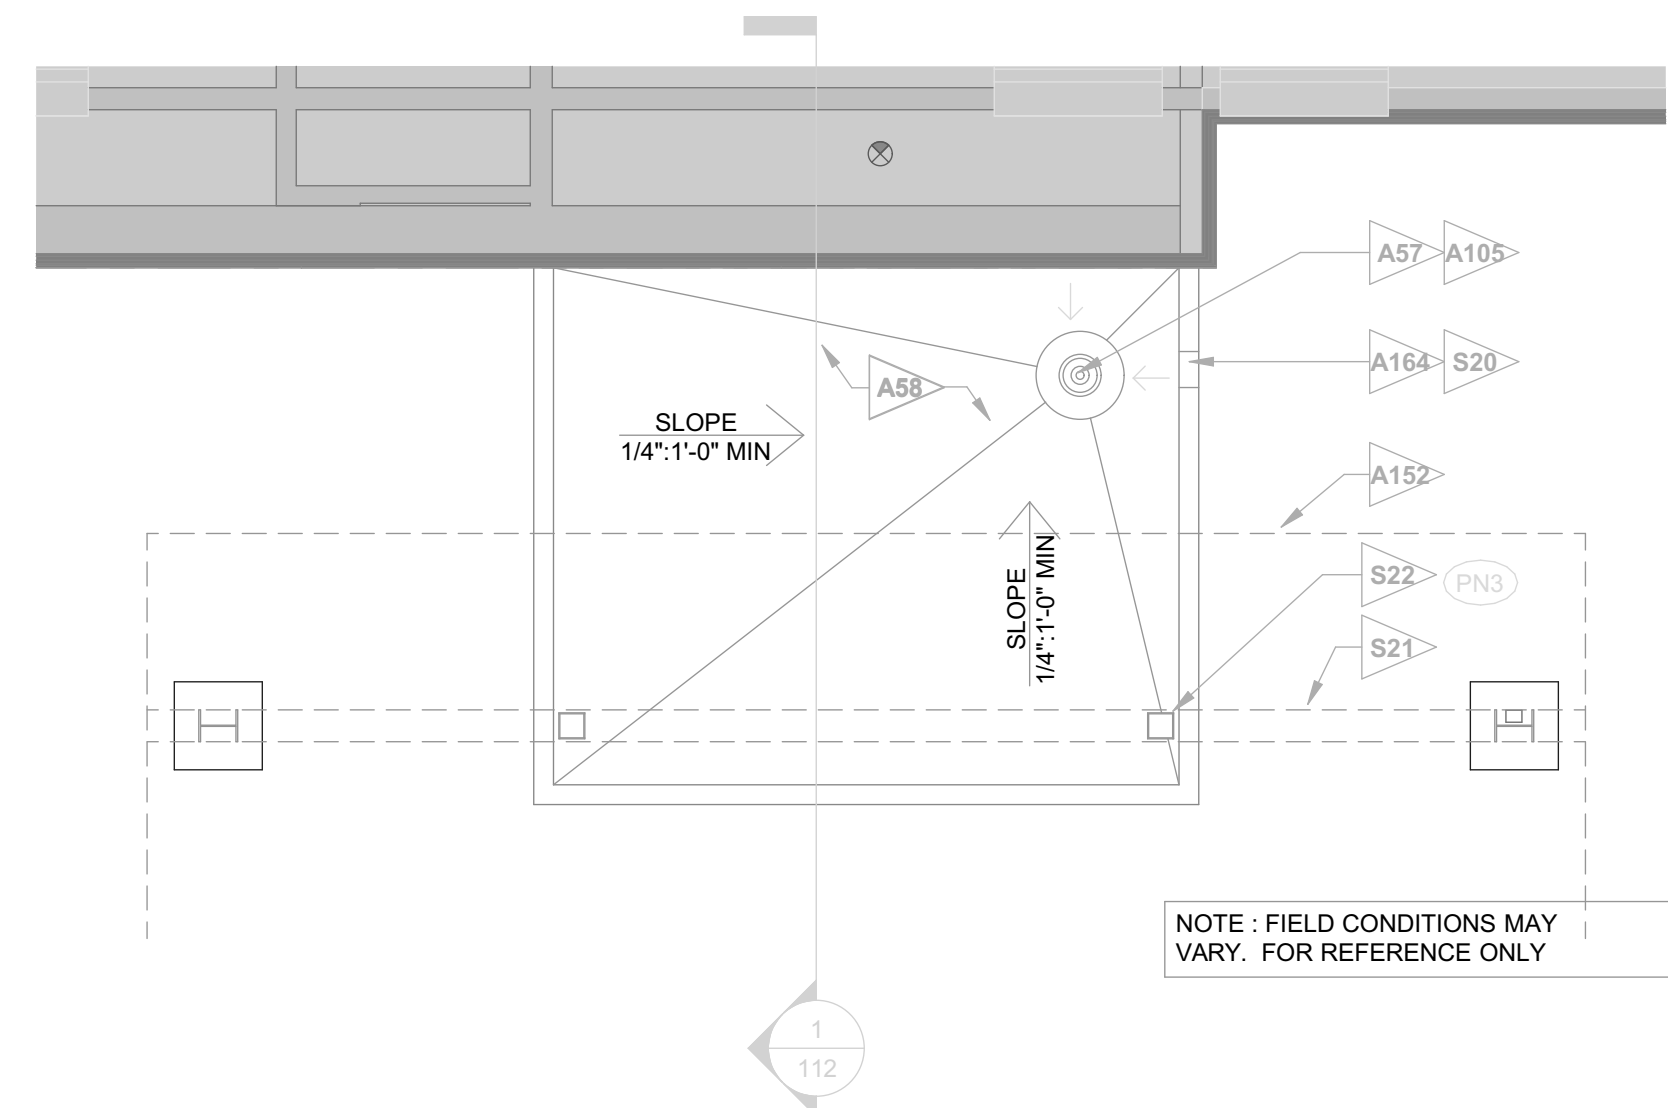 A57 A105
A164 S20
A58
SLOPE
1/4":1'-0" MIN
A152
SLOPE
1/4":1'-0" MIN
S22 PN3
S21
NOTE : FIELD CONDITIONS MAY
VARY. FOR REFERENCE ONLY
1
112